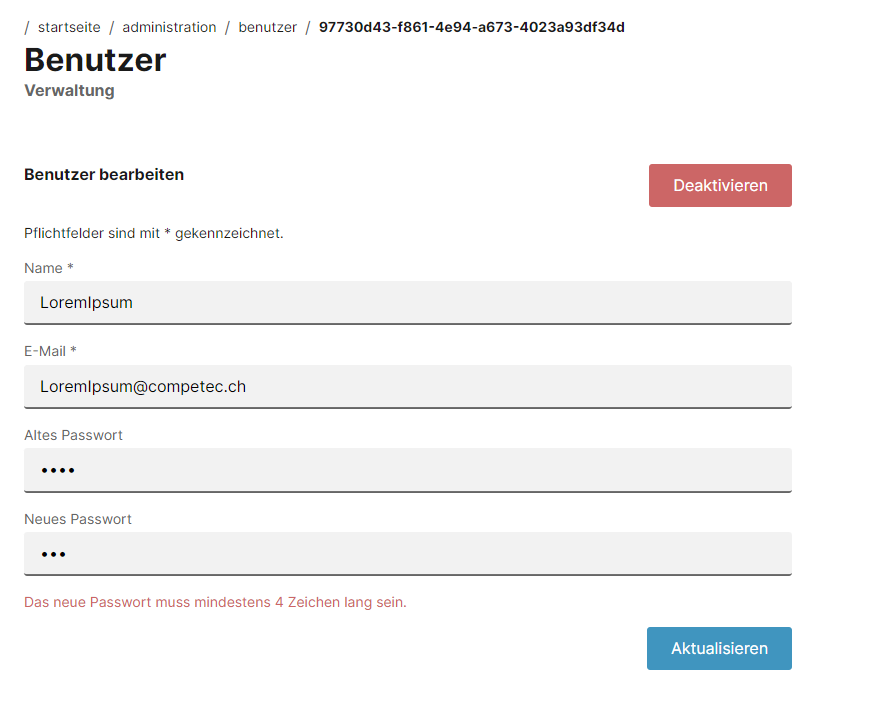 / startseite / administration / benutzer / 97730d43-f861-4e94-a673-4023a93df34d
Benutzer
Verwaltung
Benutzer bearbeiten
Deaktivieren
Pflichtfelder sind mit * gekennzeichnet.
Name *
LoremIpsum
E-Mail *
LoremIpsum@competec.ch
Altes Passwort
••••
Neues Passwort
•••
Das neue Passwort muss mindestens 4 Zeichen lang sein.
Aktualisieren